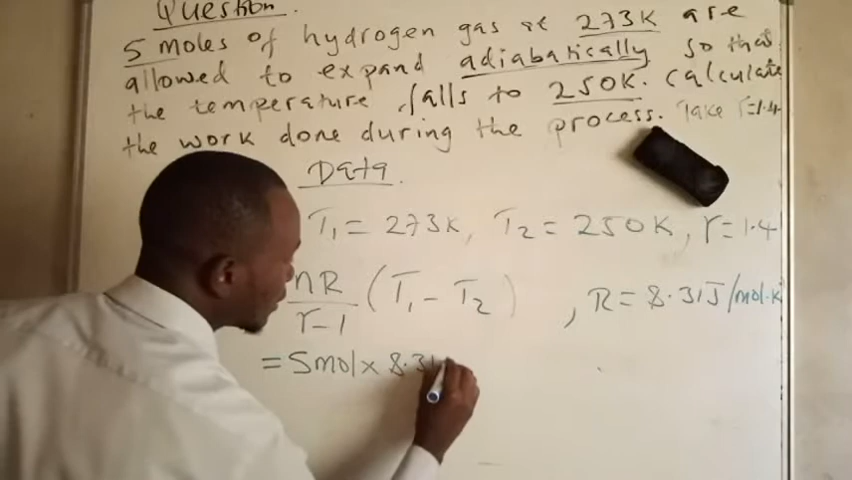 Question.
5 moles of hydrogen gas at 273K are
allowed to expand adiabatically so that
the temperature falls to 250K. Calculate
the work done during the process. Take r=1.4
Data.
T₁ = 273K, T₂ = 250K, r=1.4
nR/r-1 (T₁ - T₂), R = 8.31J/mol.K
= 5mol x 8.31